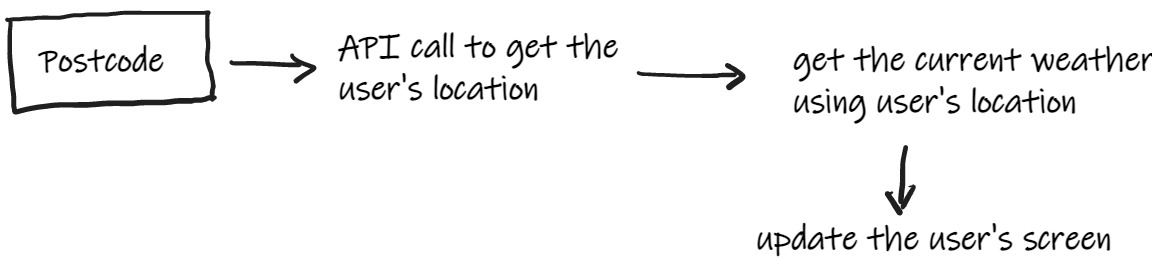 Postcode
API call to get the
user's location
get the current weather
using user's location
update the user's screen